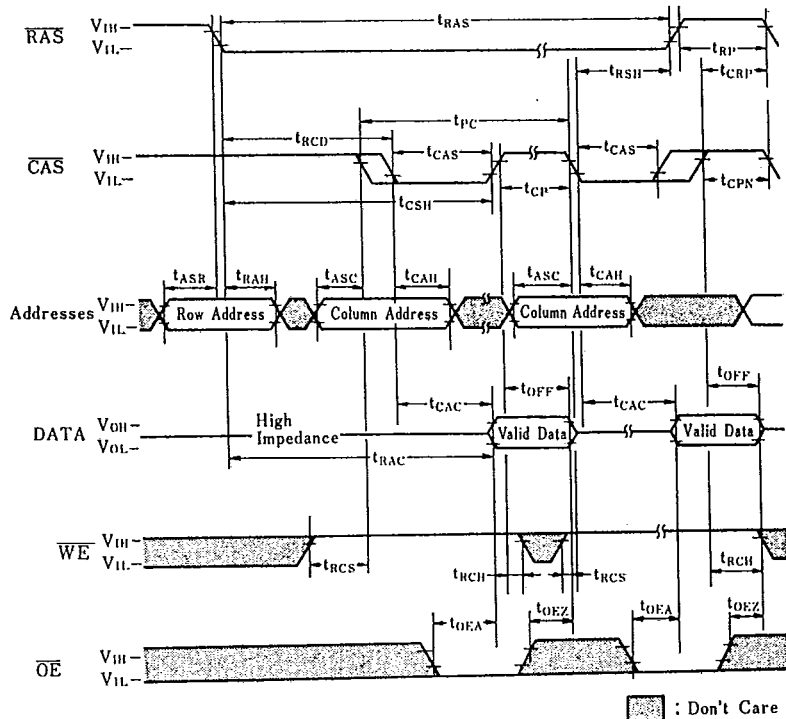 RAS VIH– VIL–
tRAS
tRP
tRSH
tCRP
tPC
tRCD
CAS VIH– VIL–
tCAS
tCAS
tCP
tCPN
tCSH
tASR
tRAH
tASC
tCAH
tASC
tCAH
Addresses VIH– VIL–
Row Address
Column Address
Column Address
tOFF
tOFF
tCAC
tCAC
DATA VOH– VOL–
High
Impedance
Valid Data
Valid Data
tRAC
WE VIH– VIL–
tRCS
tRCH
tRCS
tRCH
tOEA
tOEZ
tOEA
tOEZ
OE VIH– VIL–
: Don't Care